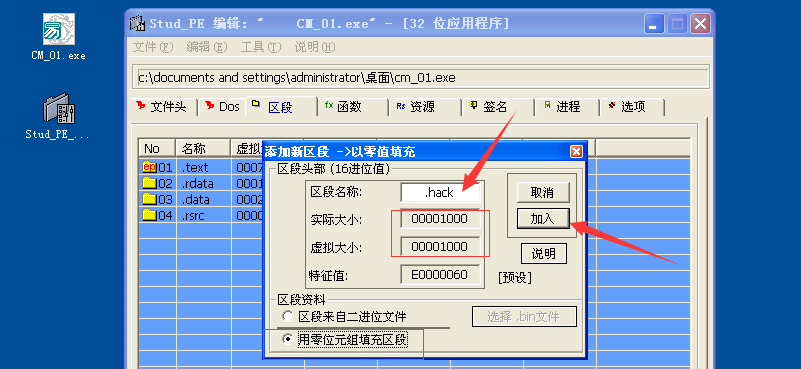 CM_01.exe
Stud_PE_...
Stud_PE 编辑: " CM_01.exe" - [32 位应用程序]
文件(F) 编辑(E) 工具(T) 说明(H)
c:\documents and settings\administrator\桌面\cm_01.exe
文件头 Dos 区段 fx 函数 Rs 资源 签名 进程 选项
No 名称 虚拟
ep 01 .text 0007
02 .rdata 0001
03 .data 0002
04 .rsrc 0000
添加新区段 ->以零值填充
区段头部 (16进位值)
区段名称: .hack
实际大小: 00001000
虚拟大小: 00001000
特征值: E0000060
取消
加入
说明
[预设]
区段资料
区段来自二进位文件
选择 .bin文件
用零位元组填充区段